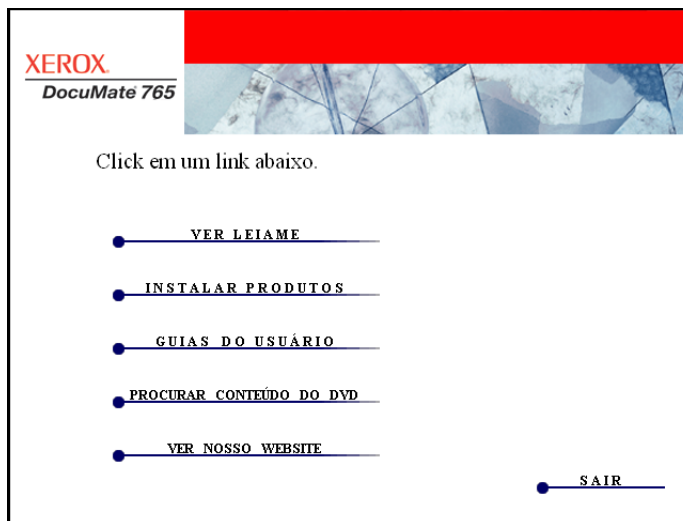 XEROX.
DocuMate 765
Click em um link abaixo.
VER LEIAME
INSTALAR PRODUTOS
GUIAS DO USUÁRIO
PROCURAR CONTEÚDO DO DVD
VER NOSSO WEBSITE
SAIR